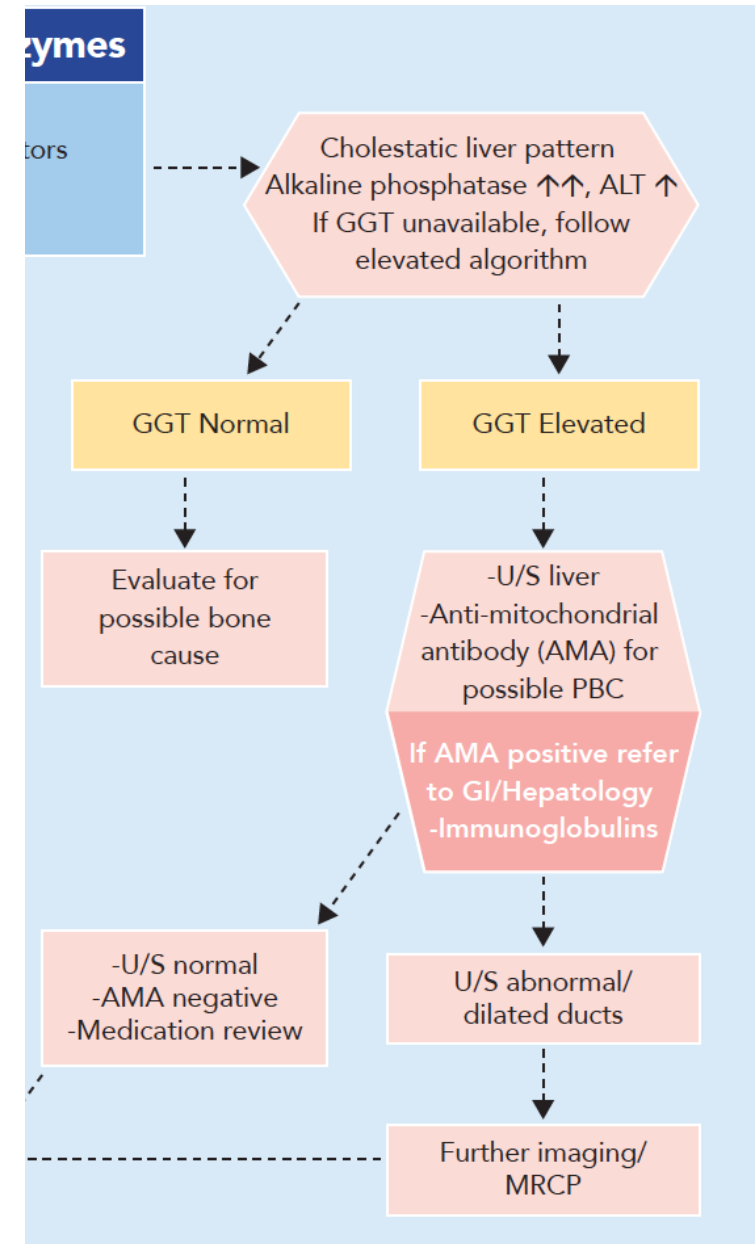 zymes
tors
Cholestatic liver pattern
Alkaline phosphatase ↑↑, ALT ↑
If GGT unavailable, follow
elevated algorithm
GGT Normal
GGT Elevated
Evaluate for
possible bone
cause
-U/S liver
-Anti-mitochondrial
antibody (AMA) for
possible PBC
If AMA positive refer
to GI/Hepatology
-Immunoglobulins
-U/S normal
-AMA negative
-Medication review
U/S abnormal/
dilated ducts
Further imaging/
MRCP